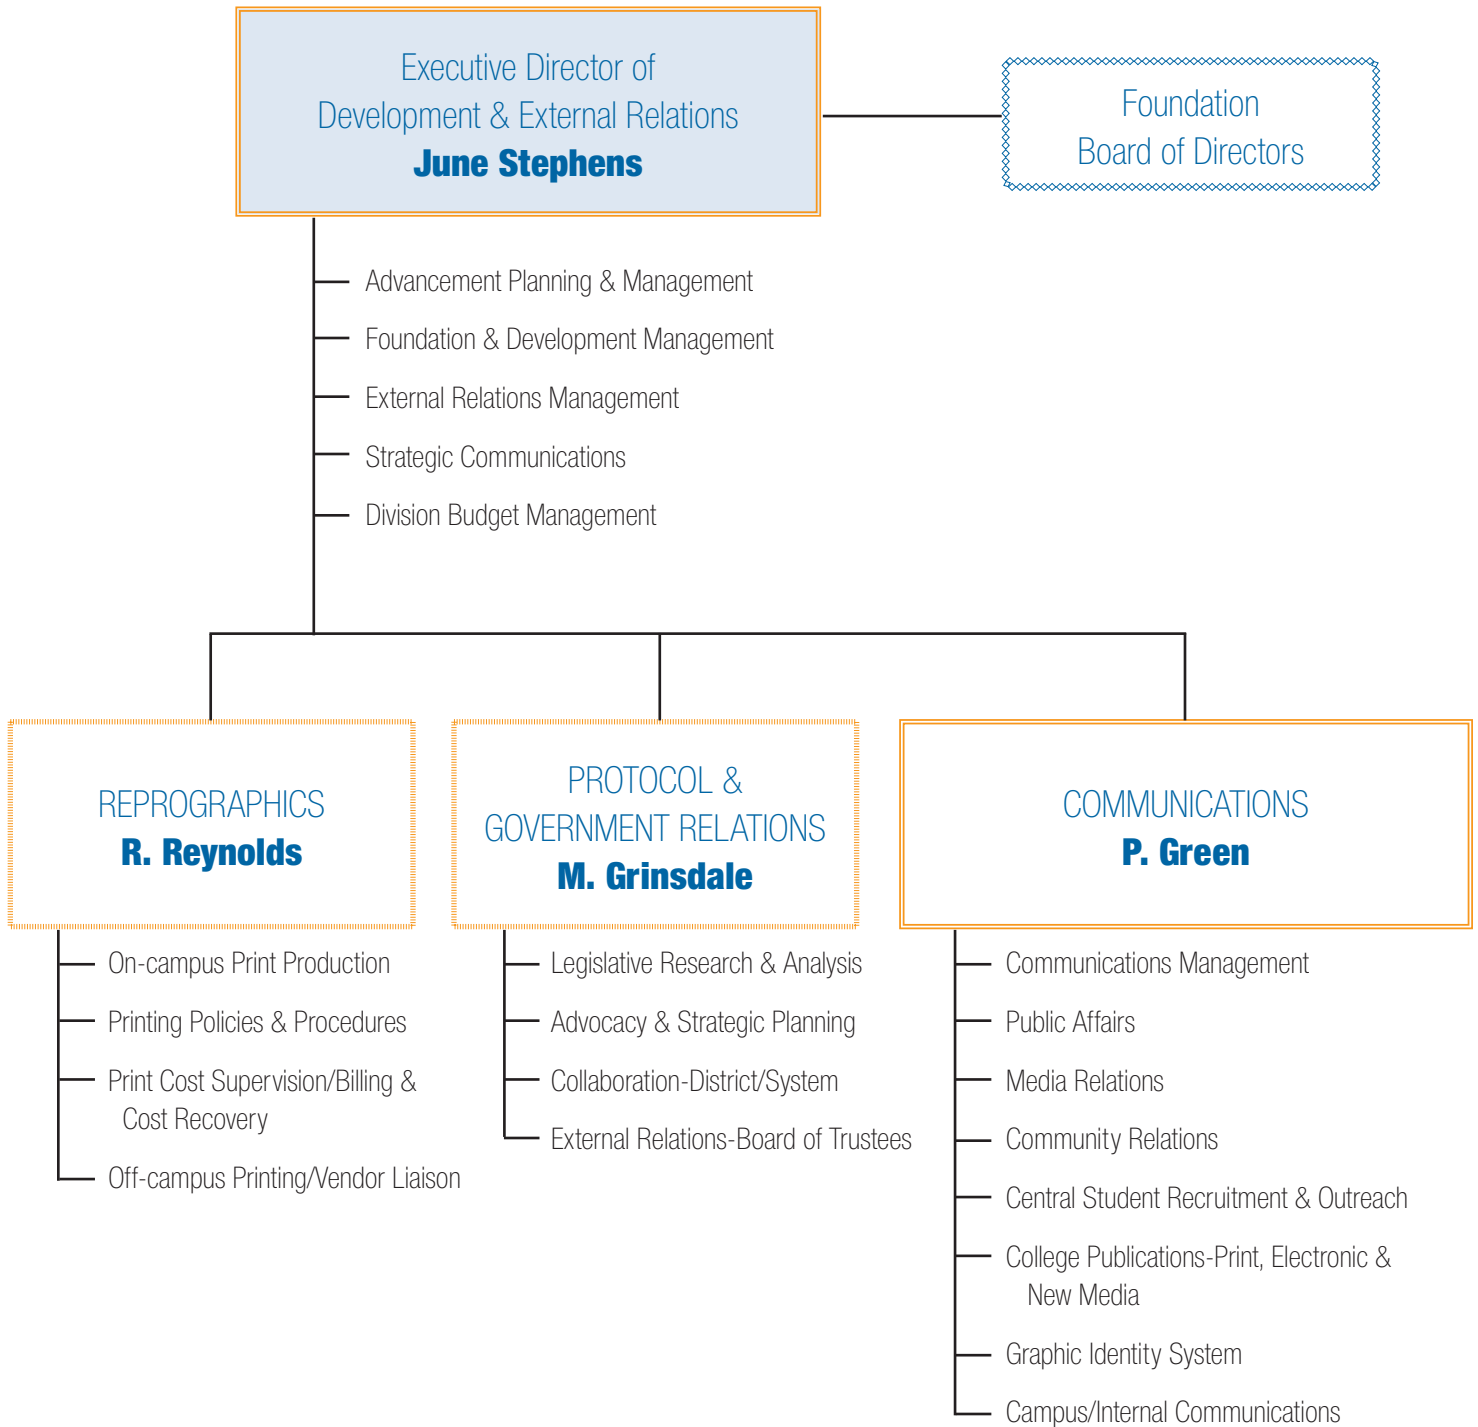 Executive Director of
Development & External Relations
June Stephens
Foundation
Board of Directors
Advancement Planning & Management
Foundation & Development Management
External Relations Management
Strategic Communications
Division Budget Management
REPROGRAPHICS
R. Reynolds
On-campus Print Production
Printing Policies & Procedures
Print Cost Supervision/Billing &
Cost Recovery
Off-campus Printing/Vendor Liaison
PROTOCOL &
GOVERNMENT RELATIONS
M. Grinsdale
Legislative Research & Analysis
Advocacy & Strategic Planning
Collaboration-District/System
External Relations-Board of Trustees
COMMUNICATIONS
P. Green
Communications Management
Public Affairs
Media Relations
Community Relations
Central Student Recruitment & Outreach
College Publications-Print, Electronic &
New Media
Graphic Identity System
Campus/Internal Communications